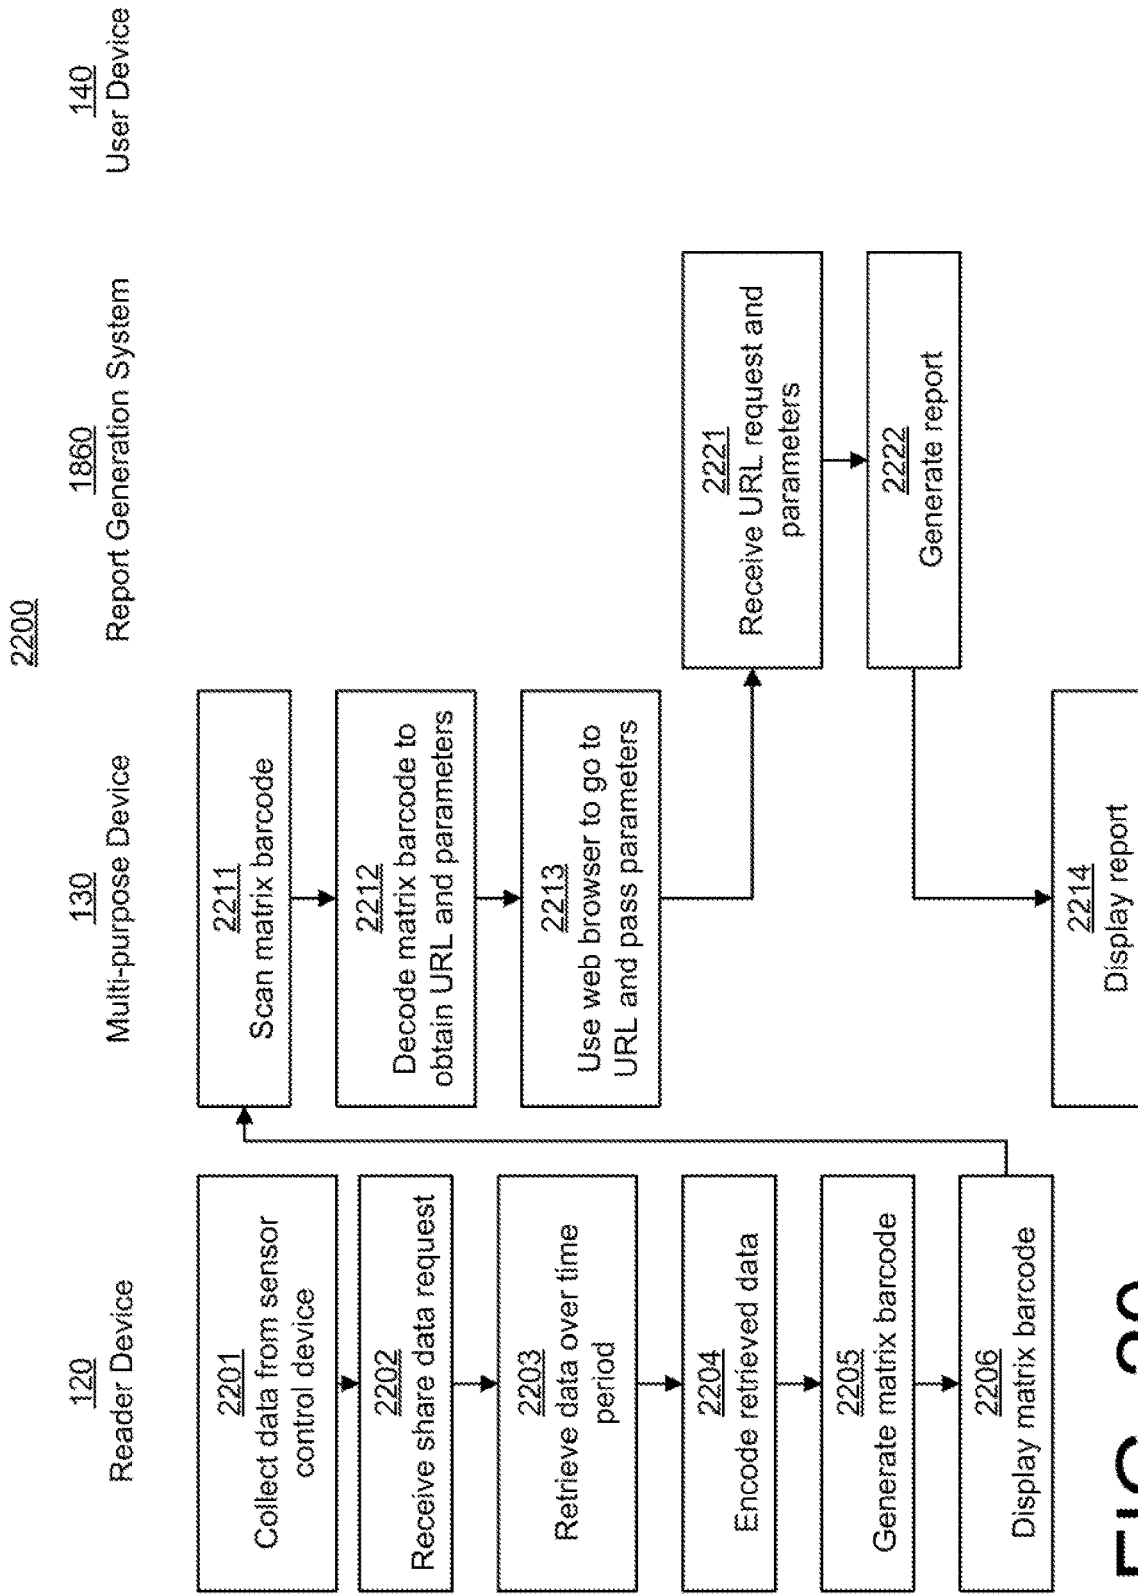 2200
120
Reader Device
130
Multi-purpose Device
1860
Report Generation System
140
User Device
2201
Collect data from sensor
control device
2202
Receive share data request
2203
Retrieve data over time
period
2204
Encode retrieved data
2205
Generate matrix barcode
2206
Display matrix barcode
2211
Scan matrix barcode
2212
Decode matrix barcode to
obtain URL and parameters
2213
Use web browser to go to
URL and pass parameters
2221
Receive URL request and
parameters
2222
Generate report
2214
Display report
FIG.